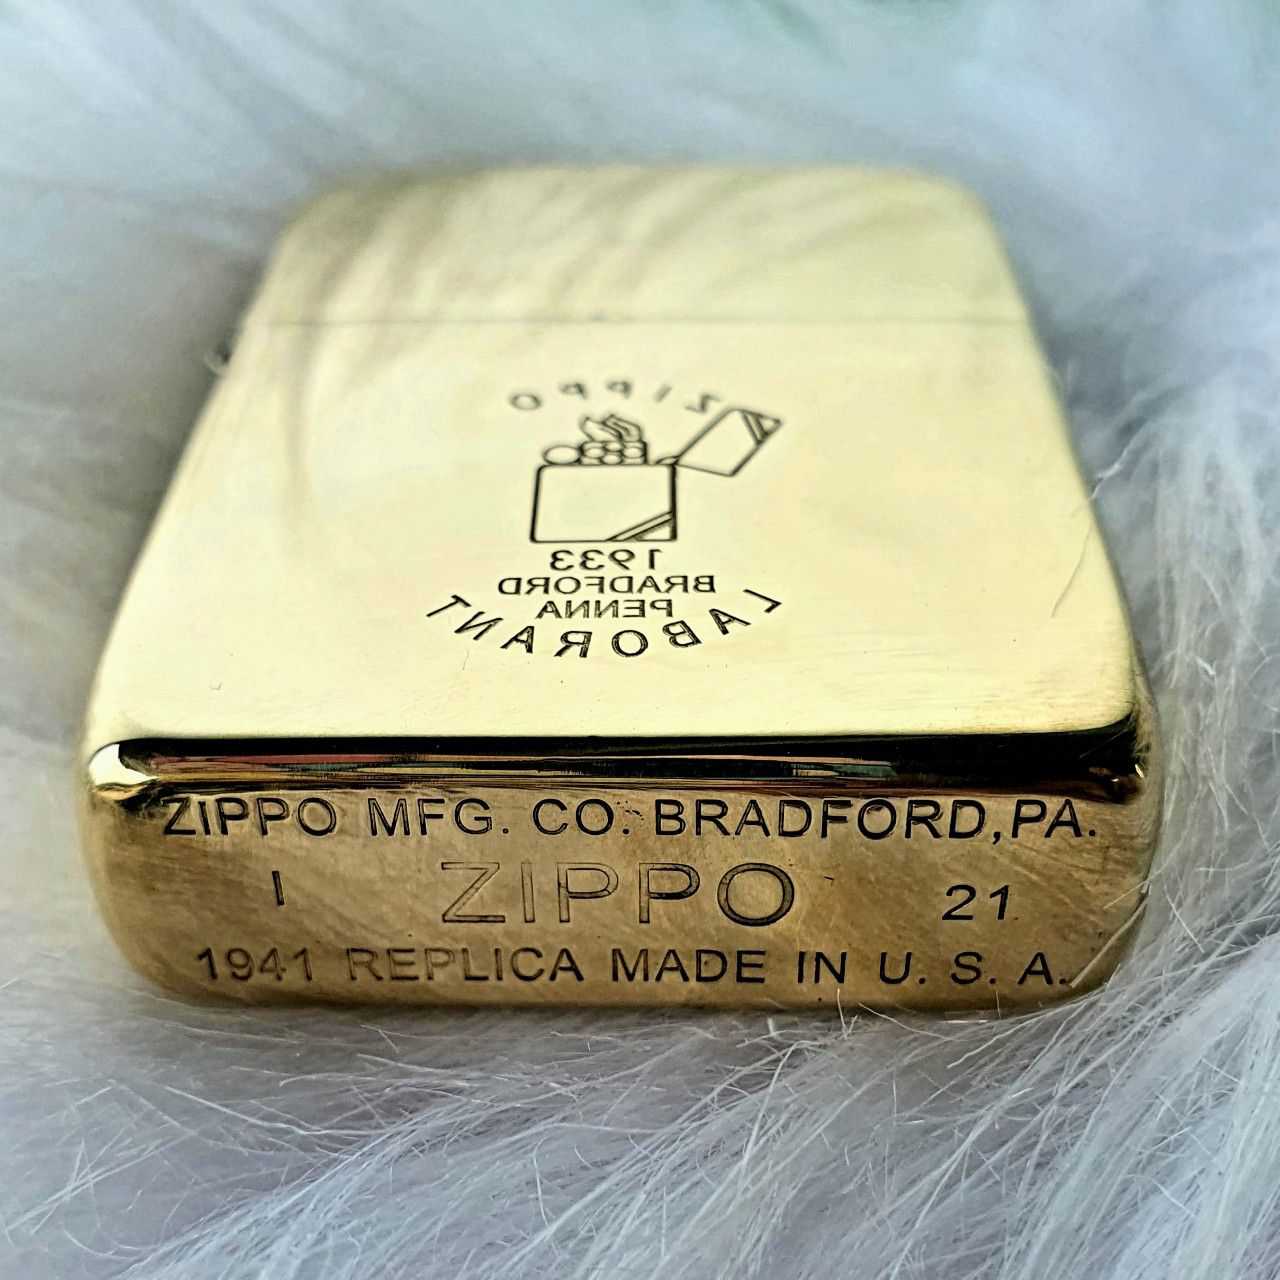 ZIPPO
1933
BRADFORD
PENNA
LABORANT
ZIPPO MFG. CO. BRADFORD, PA.
I ZIPPO 21
1941 REPLICA MADE IN U. S. A.